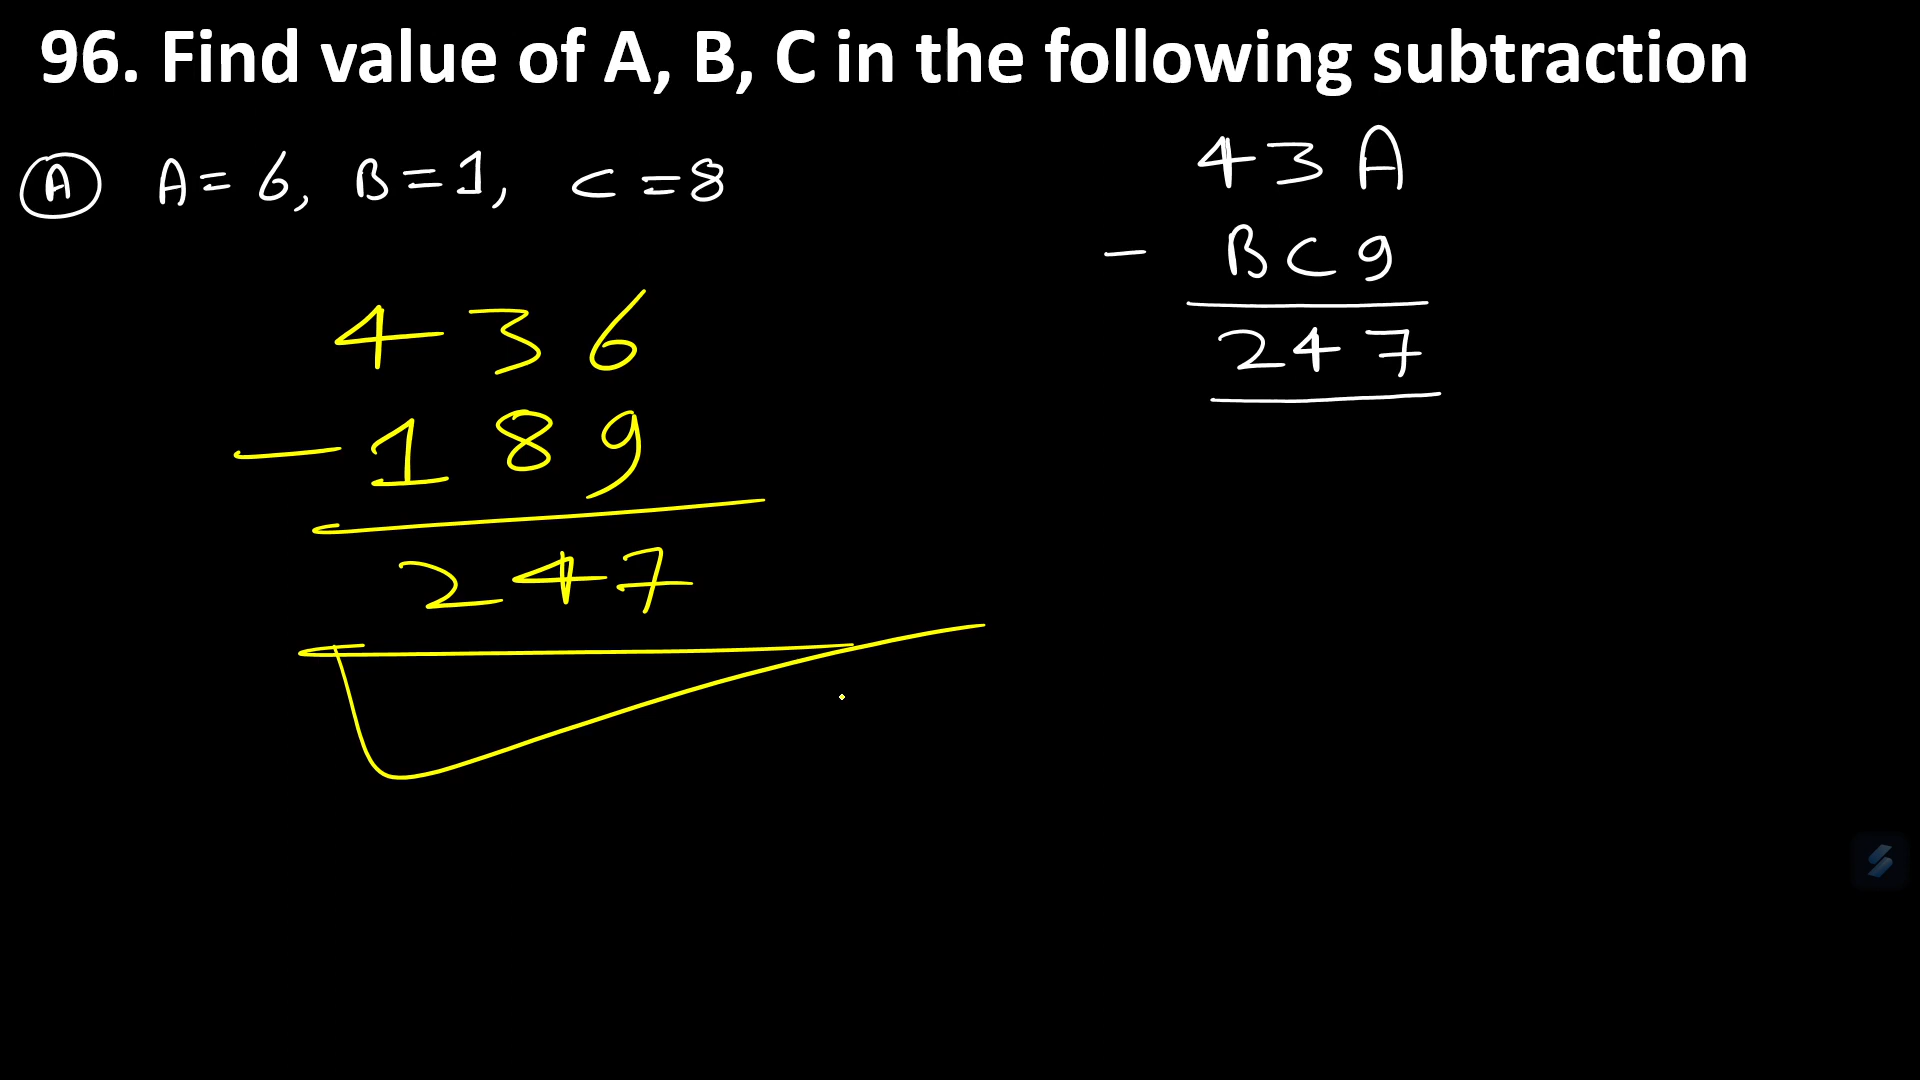 96. Find value of A, B, C in the following subtraction
(A) A = 6, B = 1, C = 8
43A
- BC9
247
436
- 189
247